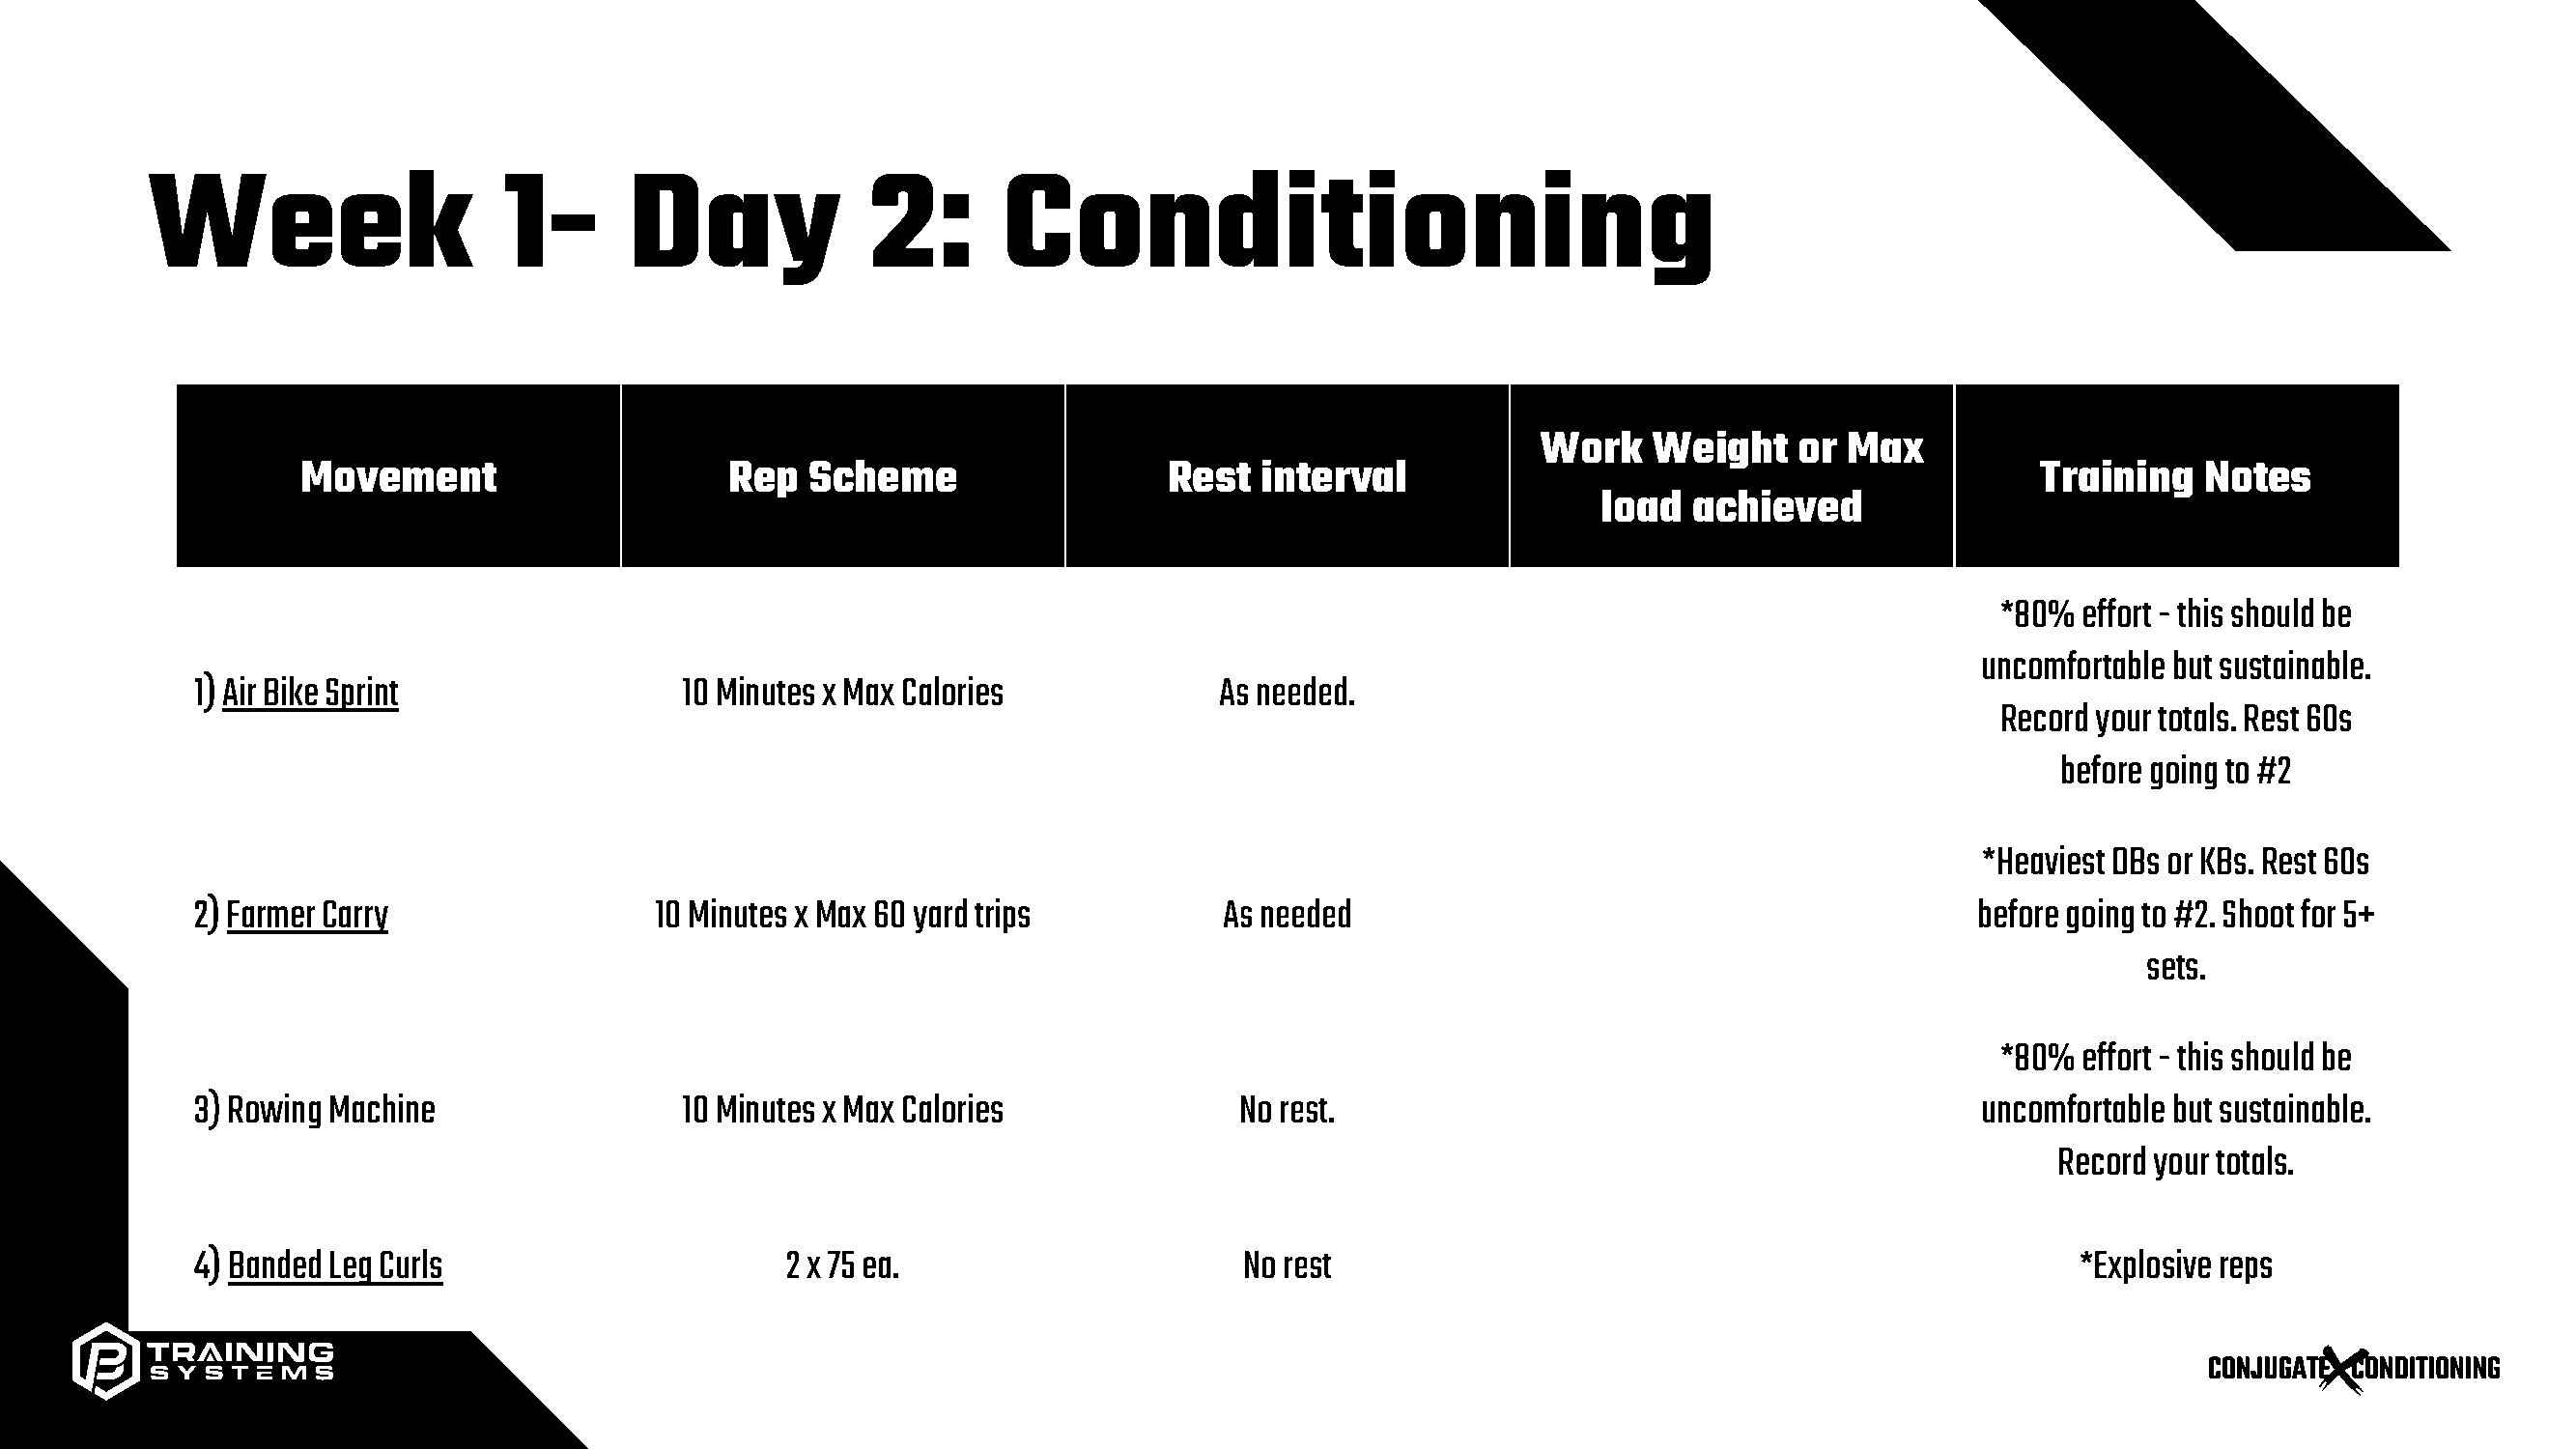 Week 1- Day 2: Conditioning
Movement
Rep Scheme
Rest interval
Work Weight or Max
load achieved
Training Notes
1) Air Bike Sprint
10 Minutes x Max Calories
As needed.
*80% effort - this should be
uncomfortable but sustainable.
Record your totals. Rest 60s
before going to #2
2) Farmer Carry
10 Minutes x Max 60 yard trips
As needed
*Heaviest DBs or KBs. Rest 60s
before going to #2. Shoot for 5+
sets.
3) Rowing Machine
10 Minutes x Max Calories
No rest.
*80% effort - this should be
uncomfortable but sustainable.
Record your totals.
4) Banded Leg Curls
2 x 75 ea.
No rest
*Explosive reps
TRAINING
SYSTEMS
CONJUGATE X CONDITIONING